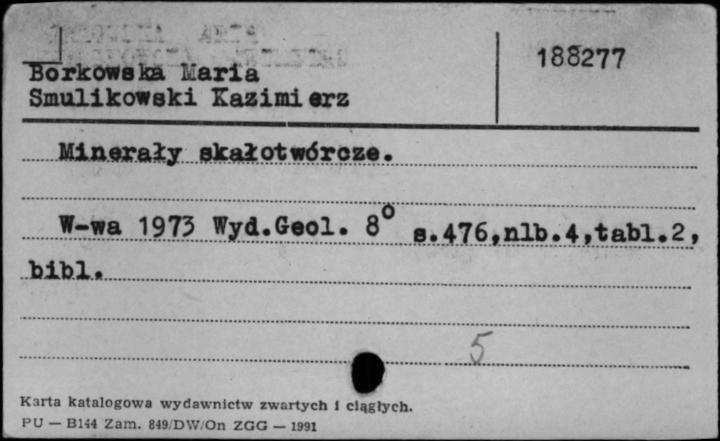 188277
Borkowska Maria
Smulikowski Kazimierz
Minerały skałotwórcze.
W-wa 1973 Wyd.Geol. 8° s.476,nlb.4,tabl.2,
bibl.
5
Karta katalogowa wydawnictw zwartych i ciągłych.
PU — B144 Zam. 849/DW/On ZGG — 1991